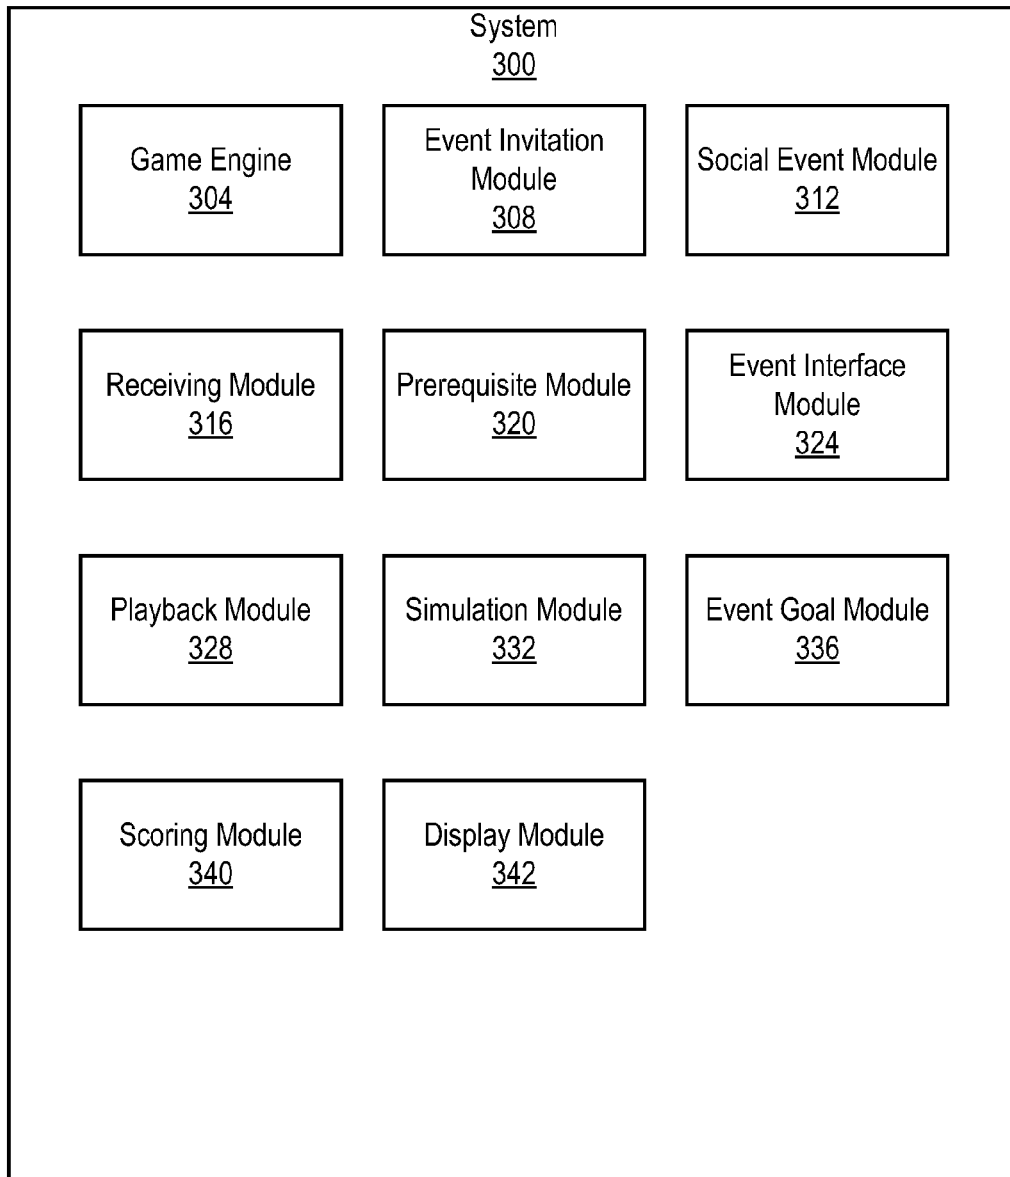 System
300
Game Engine
304
Event Invitation
Module
308
Social Event Module
312
Receiving Module
316
Prerequisite Module
320
Event Interface
Module
324
Playback Module
328
Simulation Module
332
Event Goal Module
336
Scoring Module
340
Display Module
342